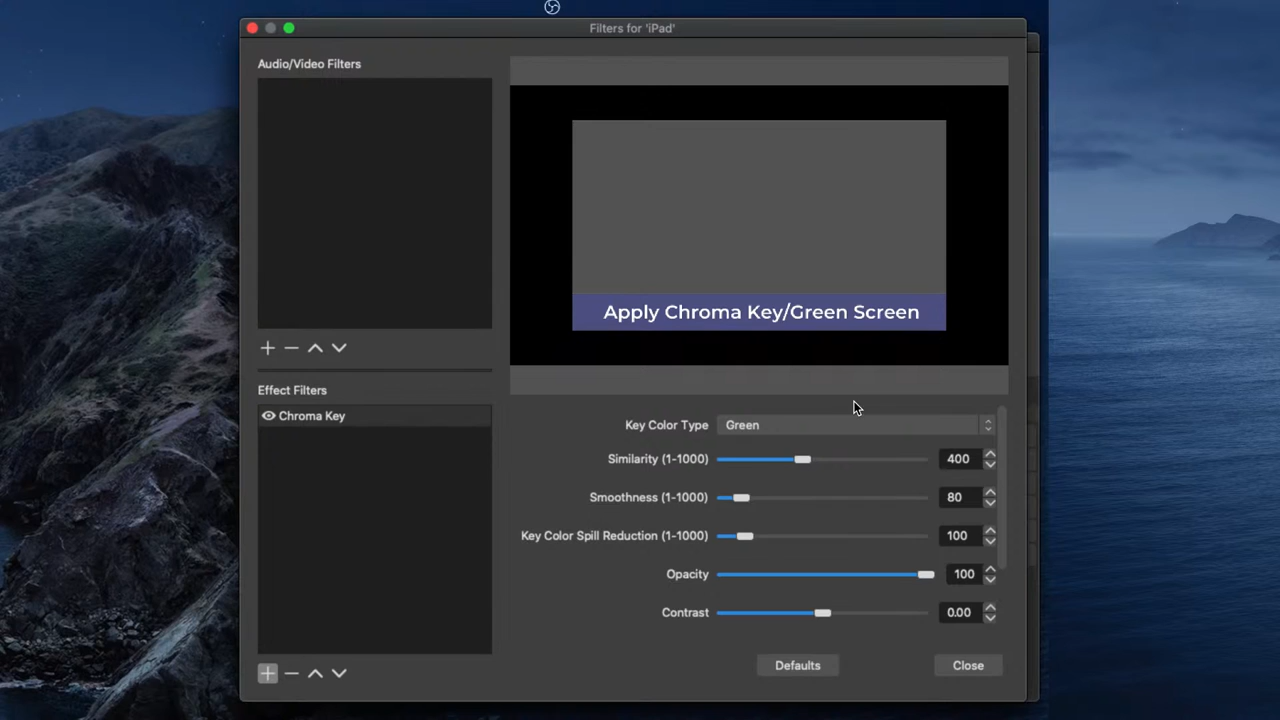 Filters for 'iPad'
Audio/Video Filters
Apply Chroma Key/Green Screen
Effect Filters
Chroma Key
Key Color Type Green
Similarity (1-1000) 400
Smoothness (1-1000) 80
Key Color Spill Reduction (1-1000) 100
Opacity 100
Contrast 0.00
Defaults Close